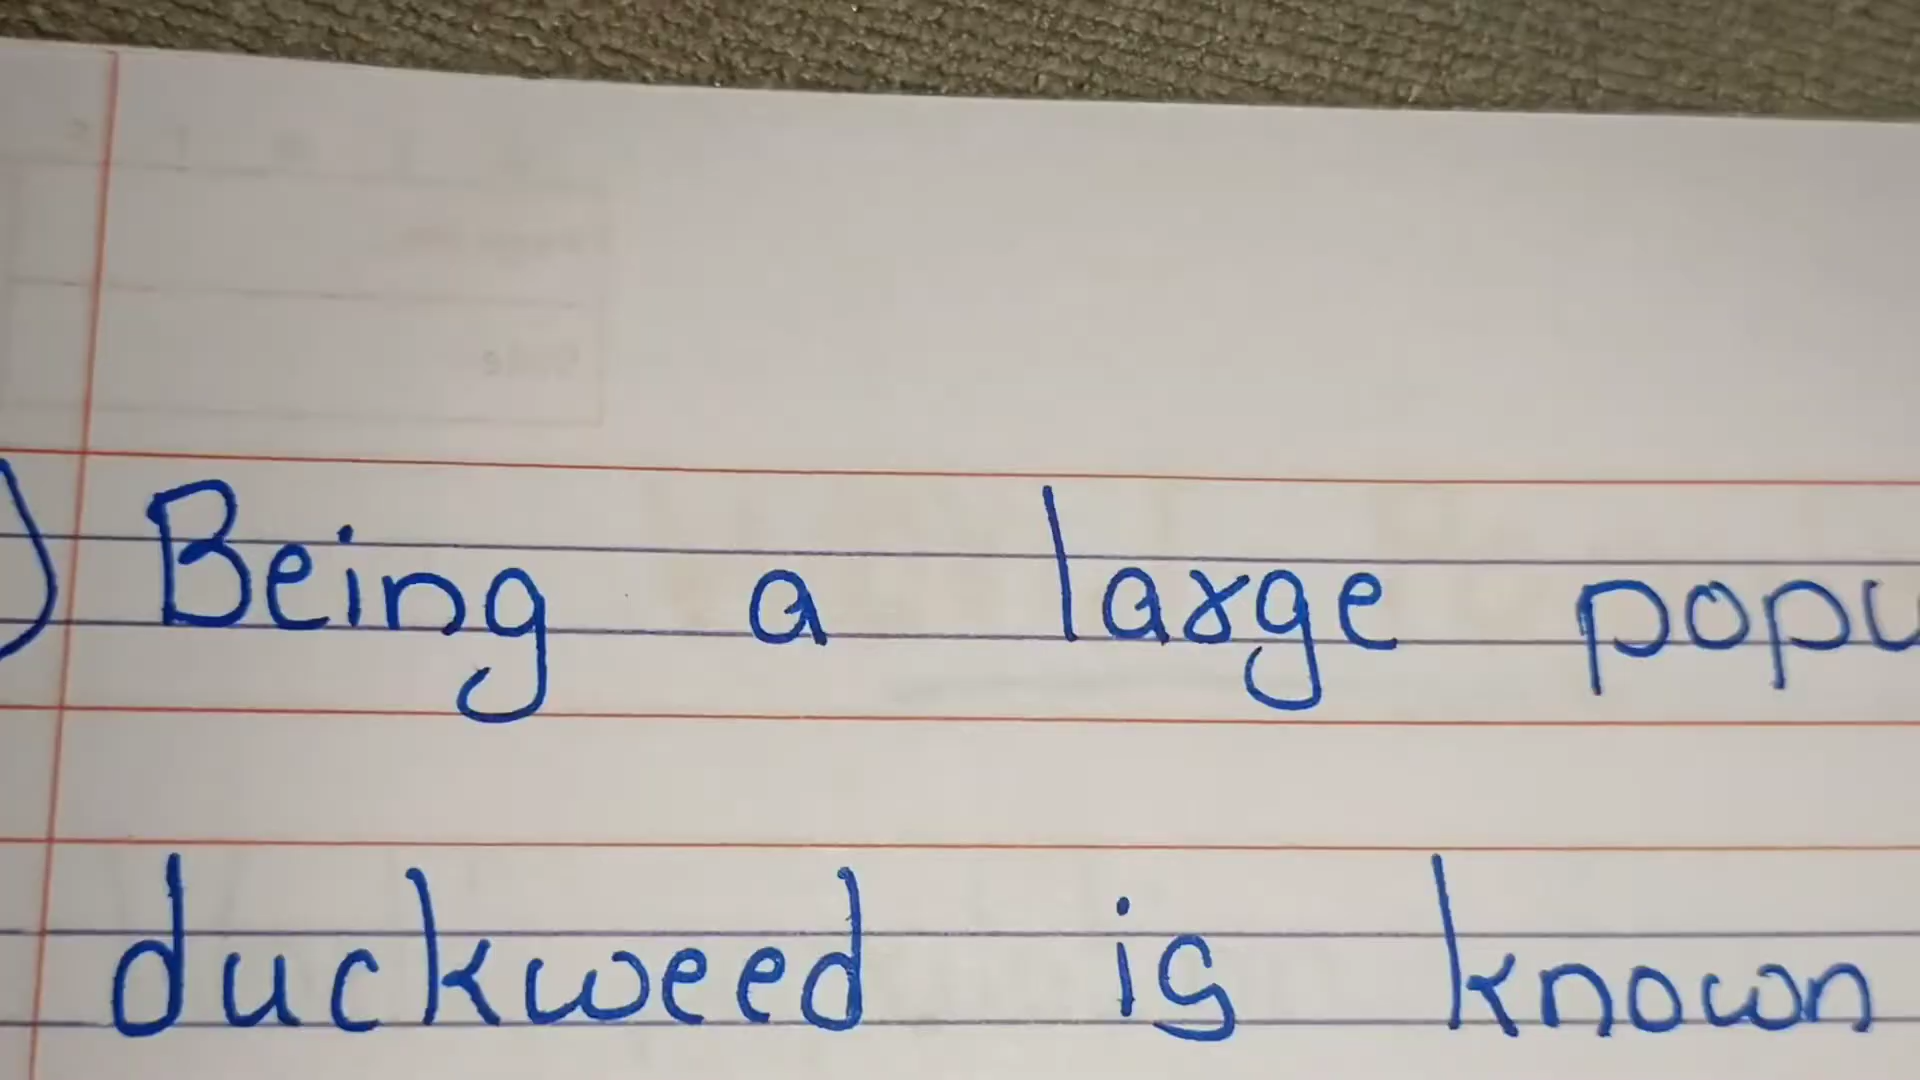 ) Being a large popu
duckweed is known